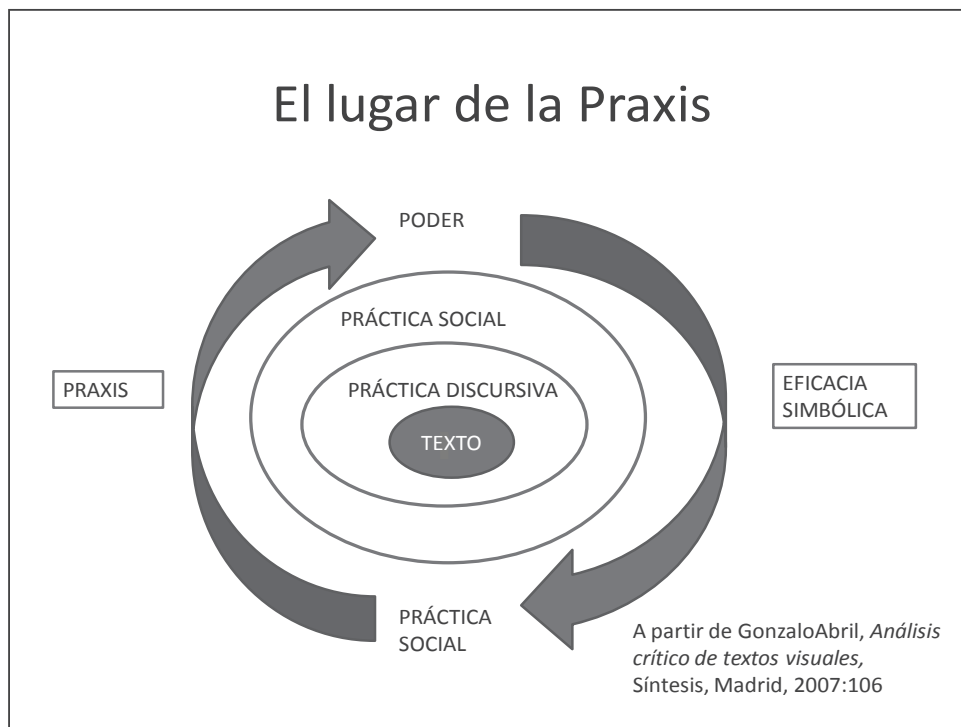 El lugar de la Praxis
PODER
PRÁCTICA SOCIAL
PRAXIS
PRÁCTICA DISCURSIVA
EFICACIA
SIMBÓLICA
TEXTO
PRÁCTICA
SOCIAL
A partir de GonzaloAbril, Análisis
crítico de textos visuales,
Síntesis, Madrid, 2007:106